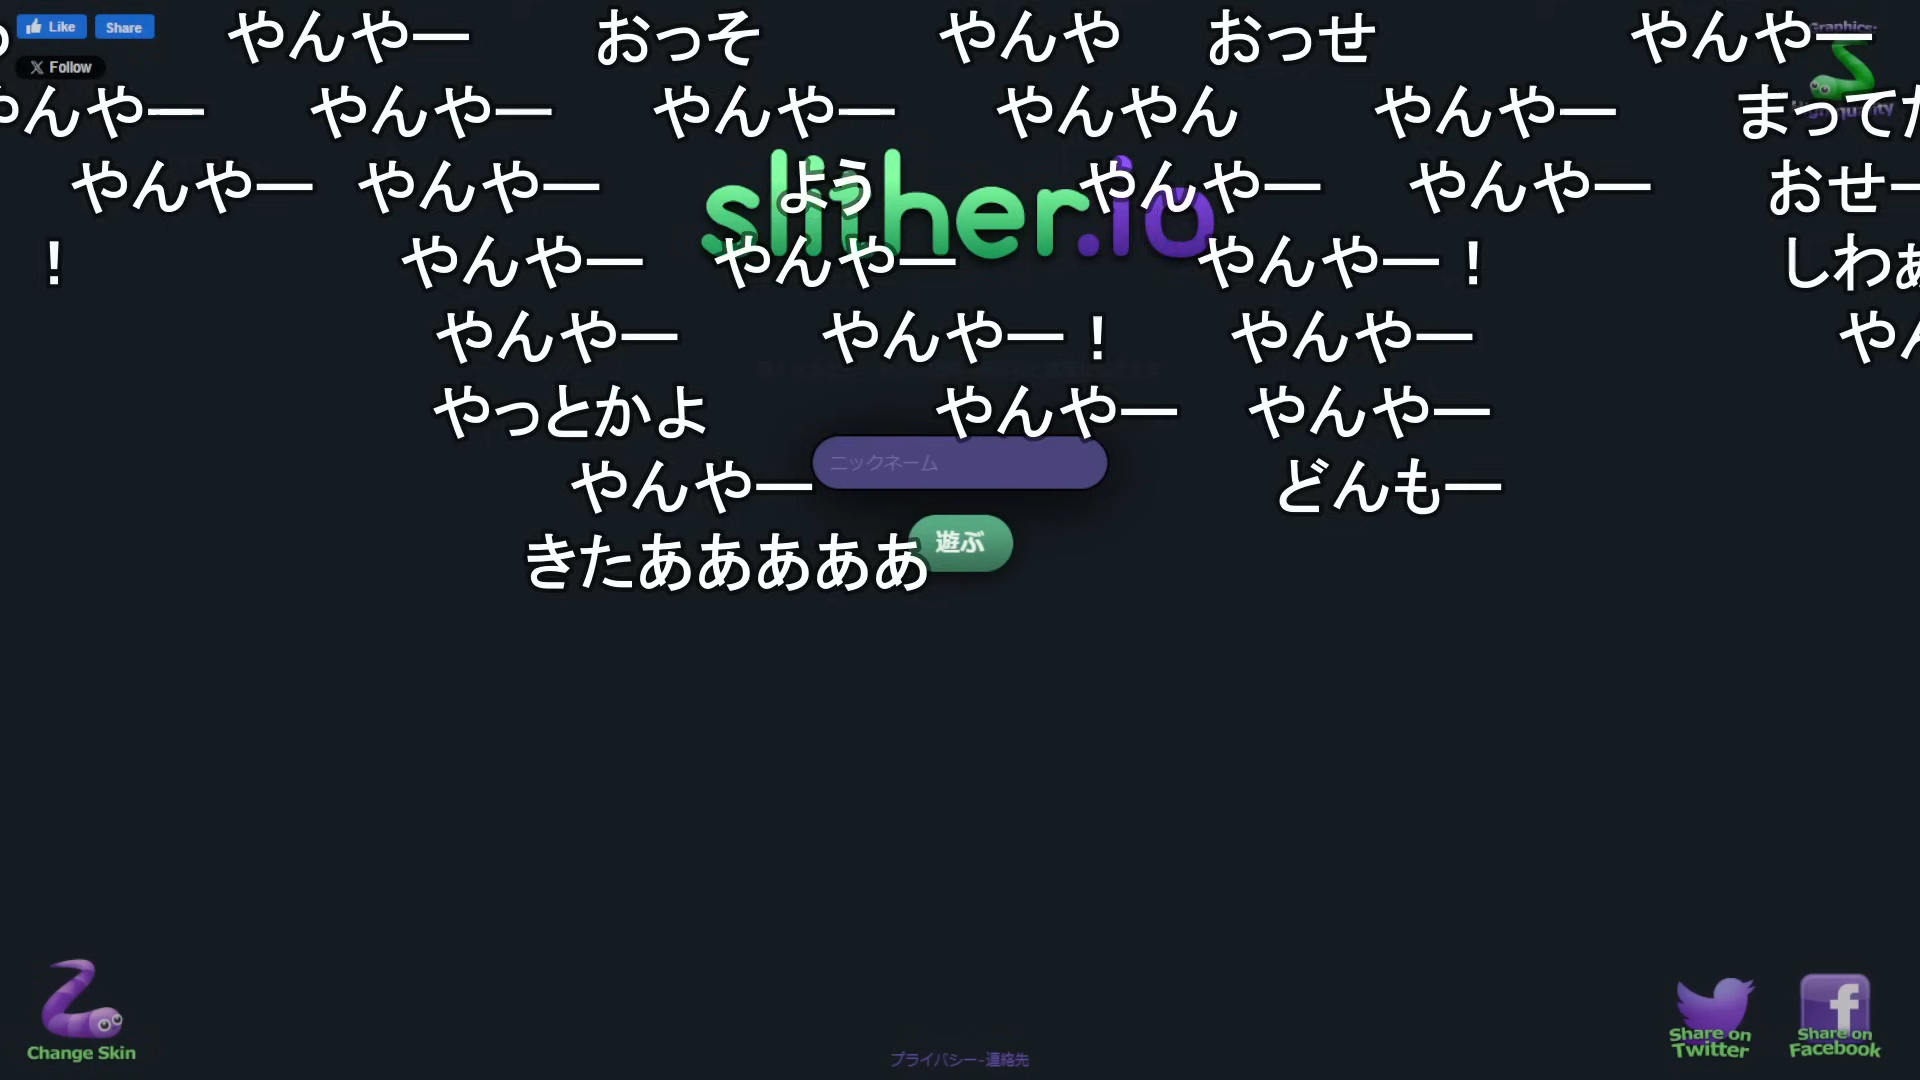 Like Share
やんやー おっそ やんや おっせ やんやー
Graphics:
X Follow
んやー やんやー やんやー やんやん やんやー まってた
やんやー やんやー よう やんやー やんやー おせー
slither.io
！ やんやー やんやー やんやー！ しわぁ
やんやー やんやー！ やんやー やん
やっとかよ やんやー やんやー
ニックネーム
やんやー どんもー
遊ぶ
きたああああああ
Change Skin
Share on Twitter
Share on Facebook
プライバシー-連絡先